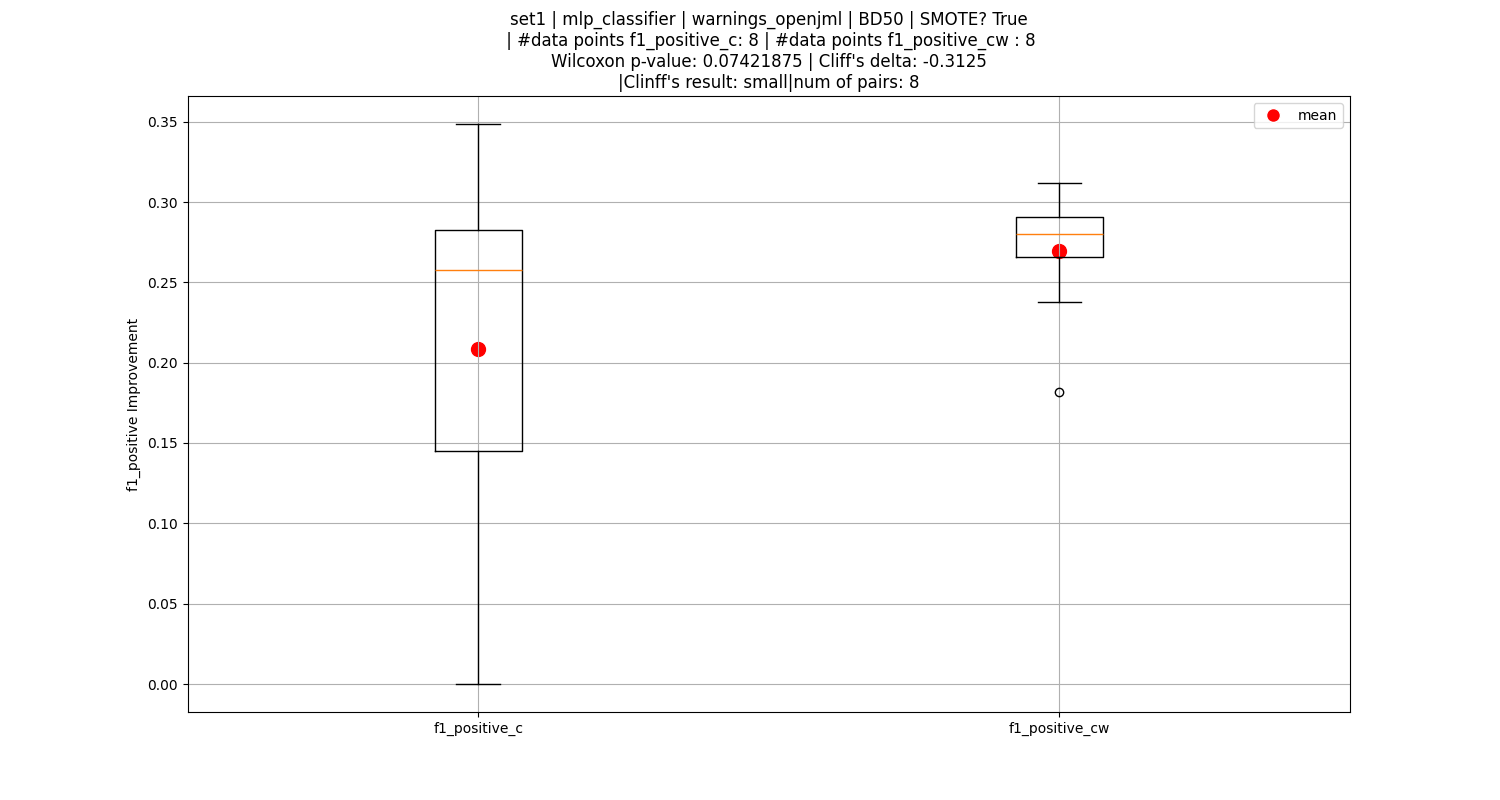 set1 | mlp_classifier | warnings_openjml | BD50 | SMOTE? True
| #data points f1_positive_c: 8 | #data points f1_positive_cw : 8
Wilcoxon p-value: 0.07421875 | Cliff's delta: -0.3125
|Clinff's result: small|num of pairs: 8
mean
f1_positive Improvement
0.35
0.30
0.25
0.20
0.15
0.10
0.05
0.00
f1_positive_c
f1_positive_cw